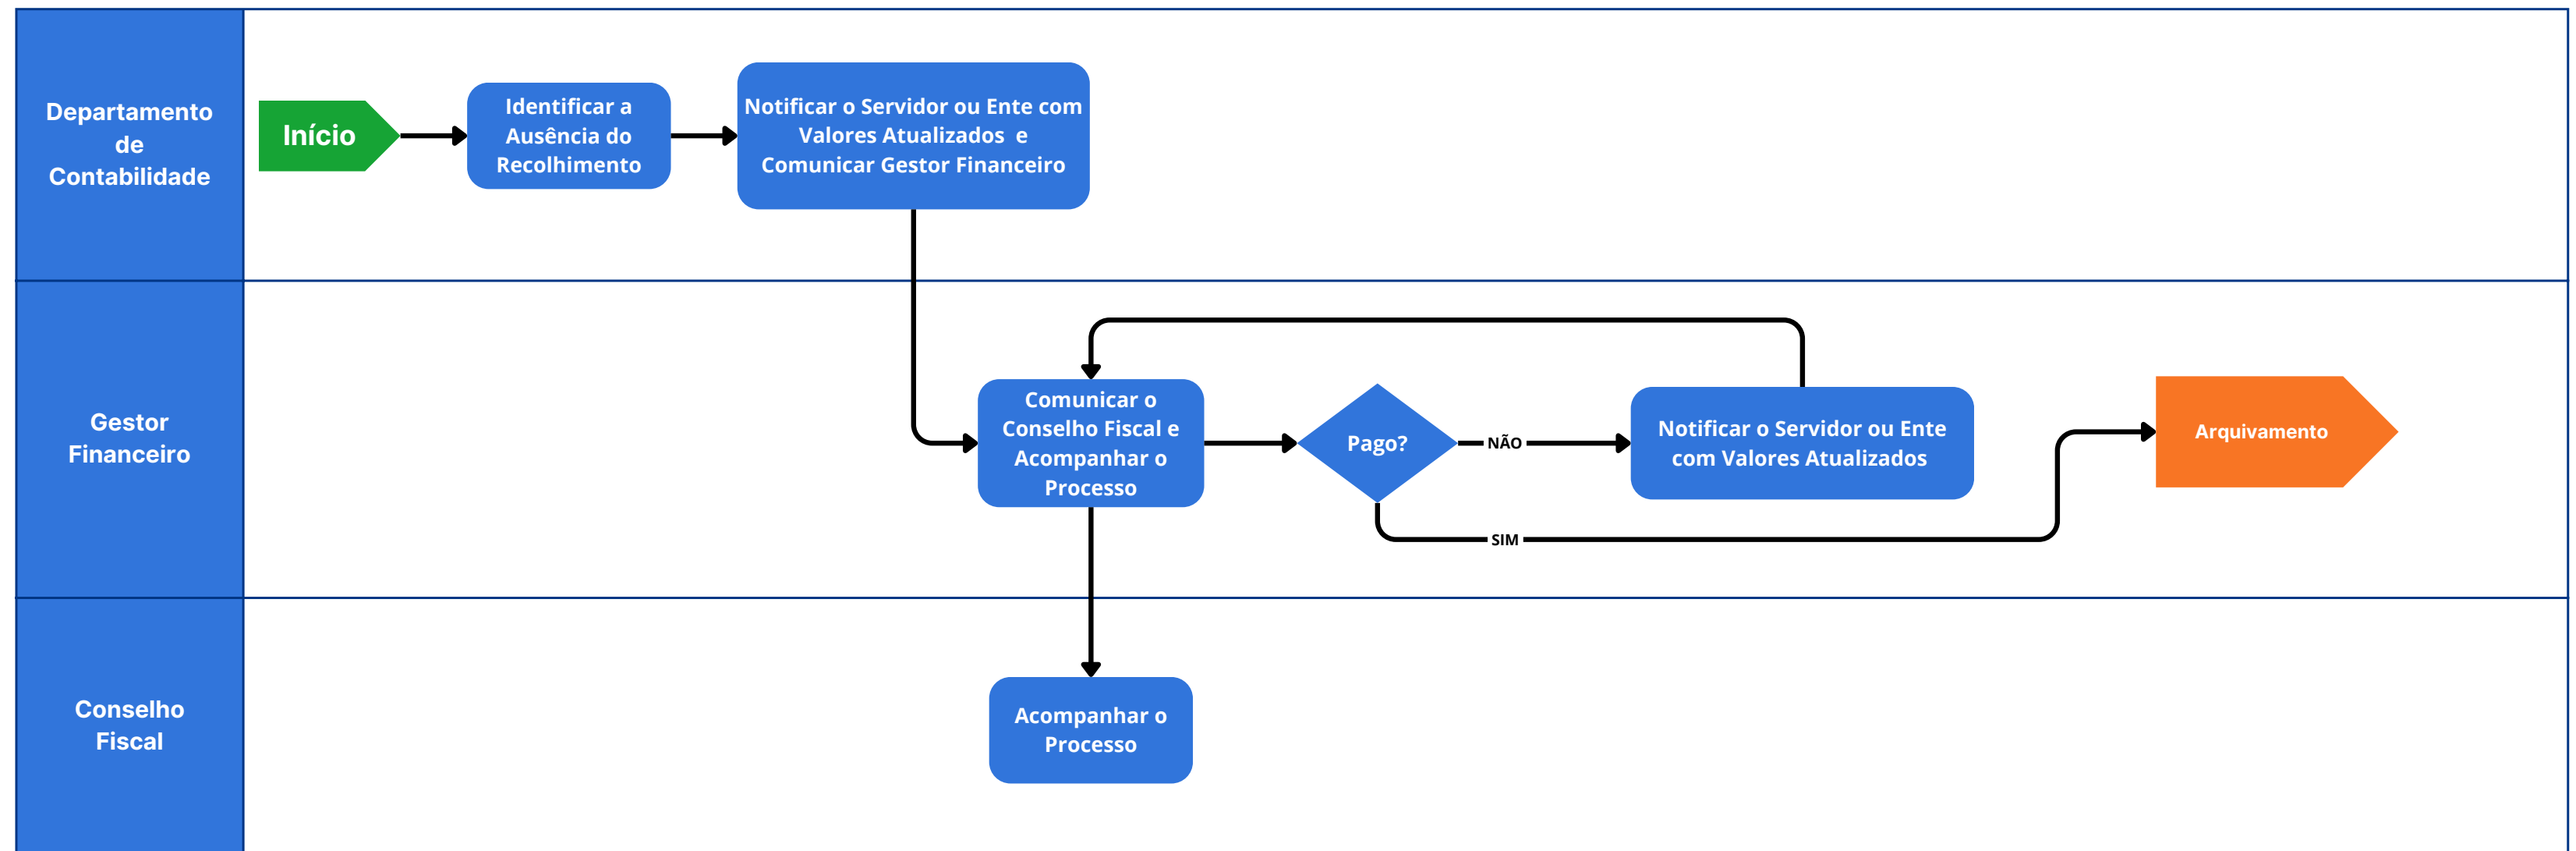 Departamento
de
Contabilidade
Início
Identificar a
Ausência do
Recolhimento
Notificar o Servidor ou Ente com
Valores Atualizados e
Comunicar Gestor Financeiro
Gestor
Financeiro
Comunicar o
Conselho Fiscal e
Acompanhar o
Processo
Pago?
NÃO
Notificar o Servidor ou Ente
com Valores Atualizados
SIM
Arquivamento
Conselho
Fiscal
Acompanhar o
Processo